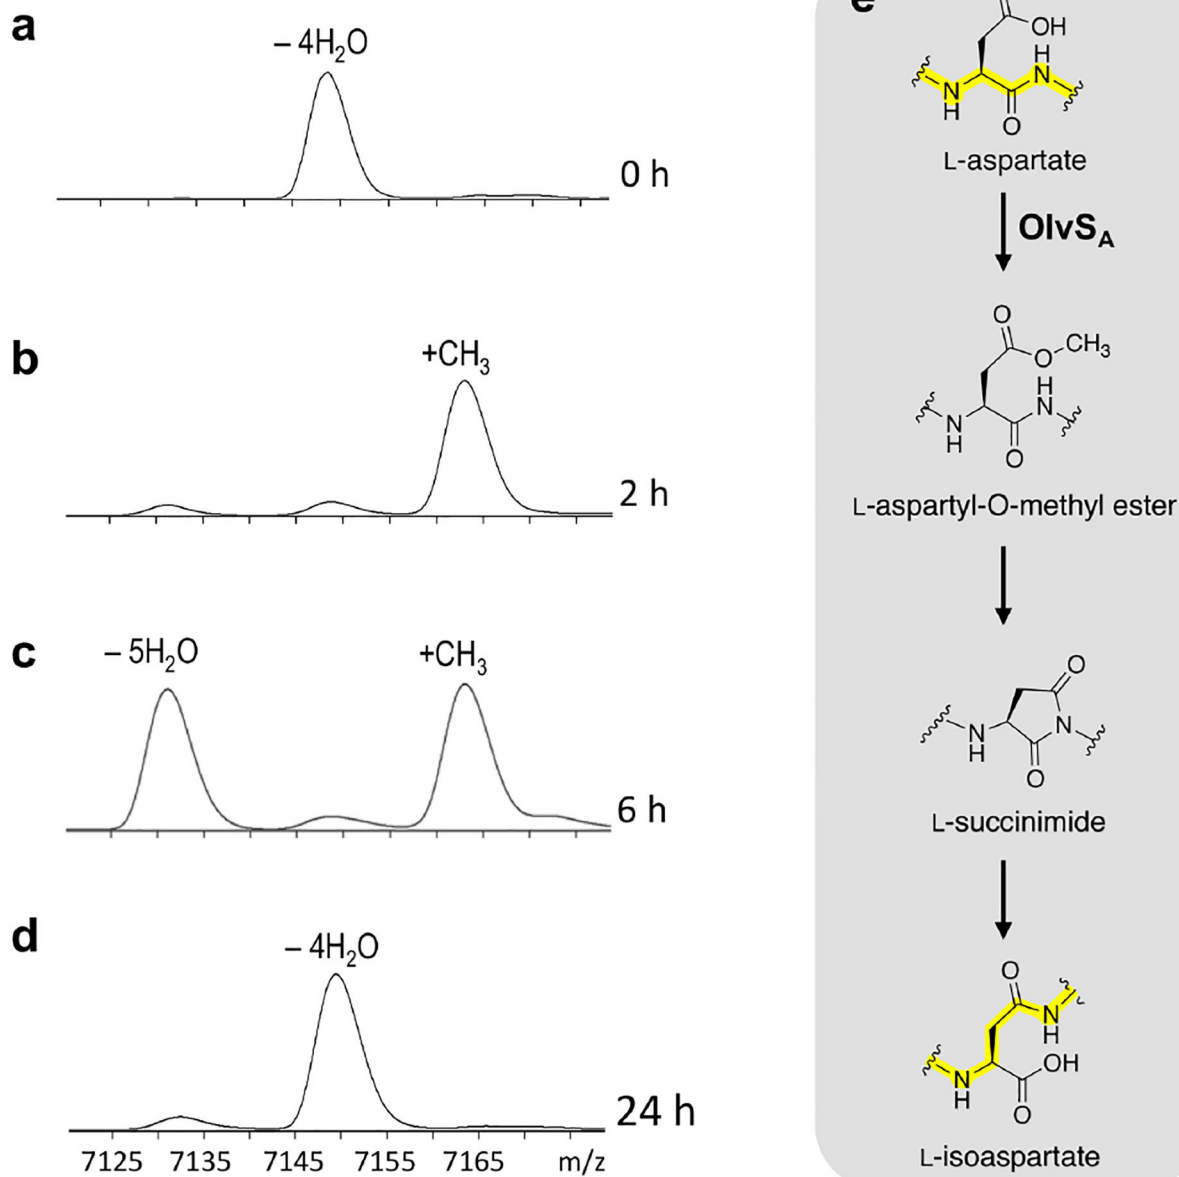 a
– 4H₂O
0 h
b
+CH₃
2 h
c
– 5H₂O
+CH₃
6 h
d
– 4H₂O
24 h
7125 7135 7145 7155 7165 m/z
e
OH
H
N
N
H
O
L-aspartate
OlvS_A
O
O
CH₃
H
N
N
H
O
L-aspartyl-O-methyl ester
O
N
N
H
O
L-succinimide
O
N
H
OH
N
H
O
L-isoaspartate